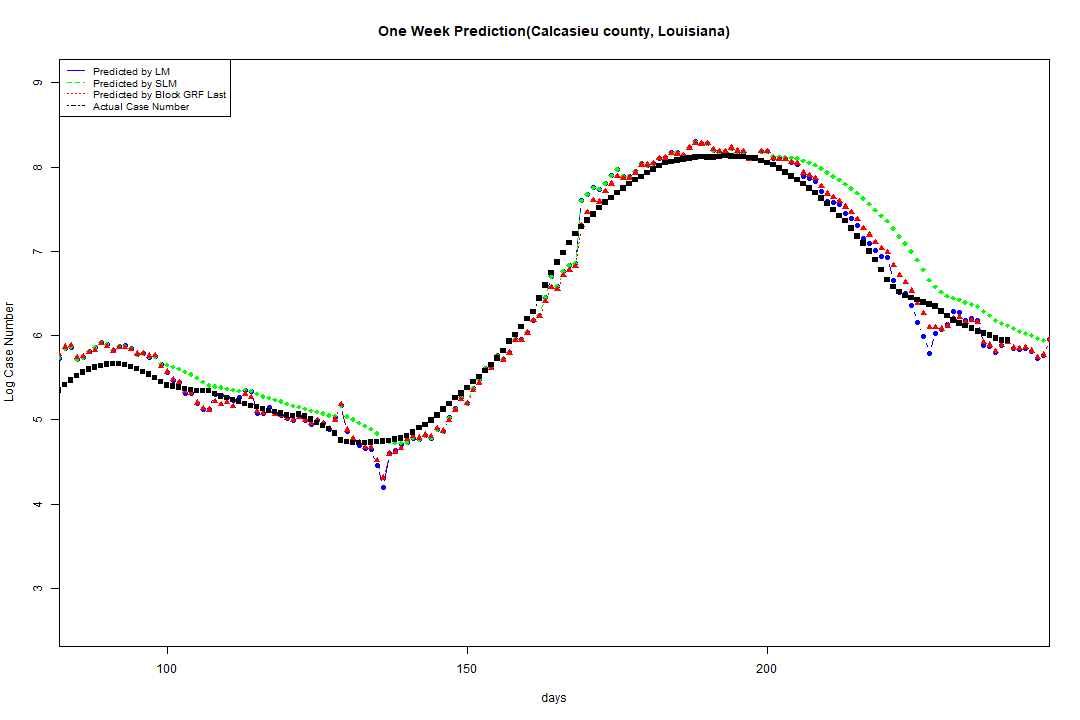 One Week Prediction(Calcasieu county, Louisiana)
Predicted by LM
Predicted by SLM
Predicted by Block GRF Last
Actual Case Number
9
8
7
6
5
4
3
Log Case Number
100 150 200
days